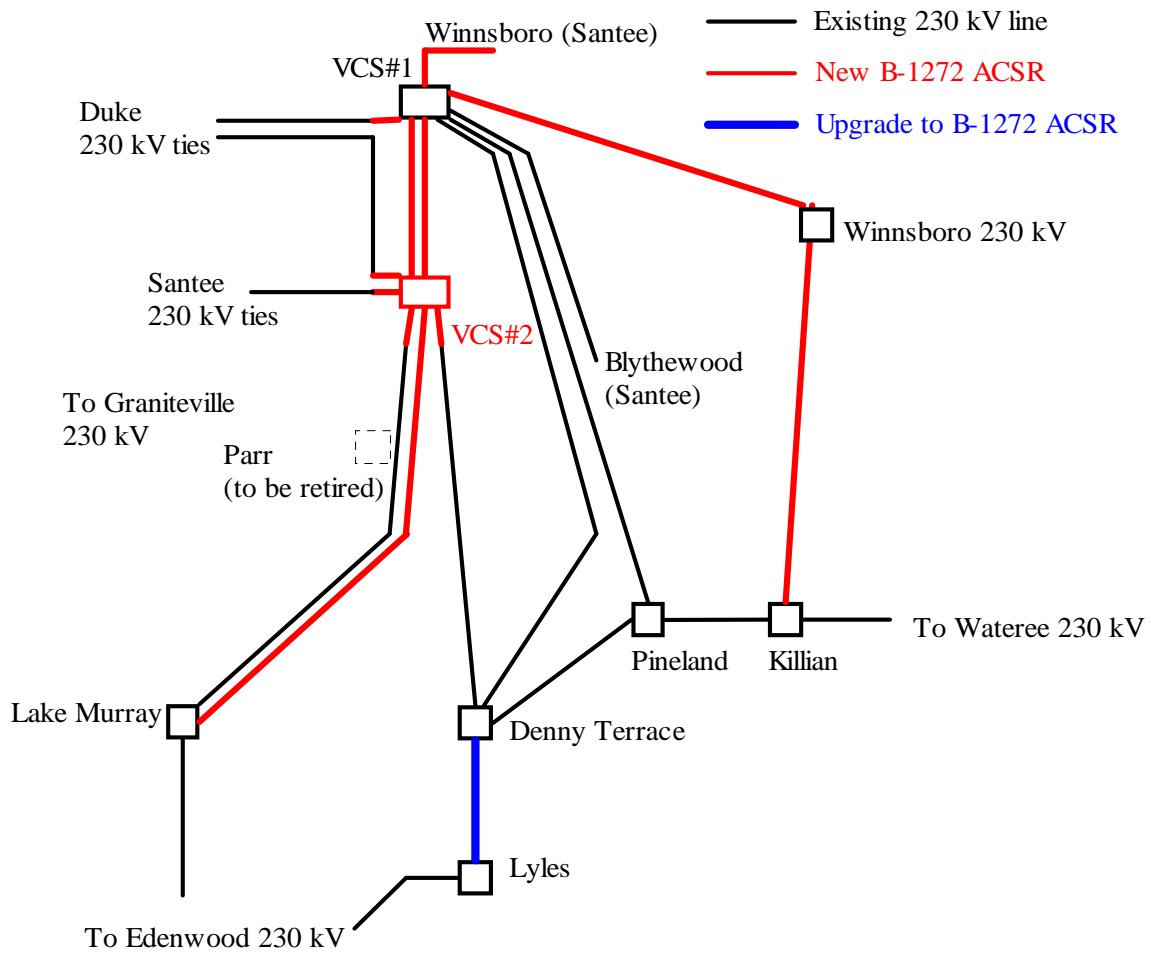 Winnsboro (Santee)
Existing 230 kV line
VCS#1
New B-1272 ACSR
Duke
230 kV ties
Upgrade to B-1272 ACSR
Winnsboro 230 kV
Santee
230 kV ties
VCS#2
Blythewood
(Santee)
To Graniteville
230 kV
Parr
(to be retired)
To Wateree 230 kV
Pineland
Killian
Lake Murray
Denny Terrace
Lyles
To Edenwood 230 kV